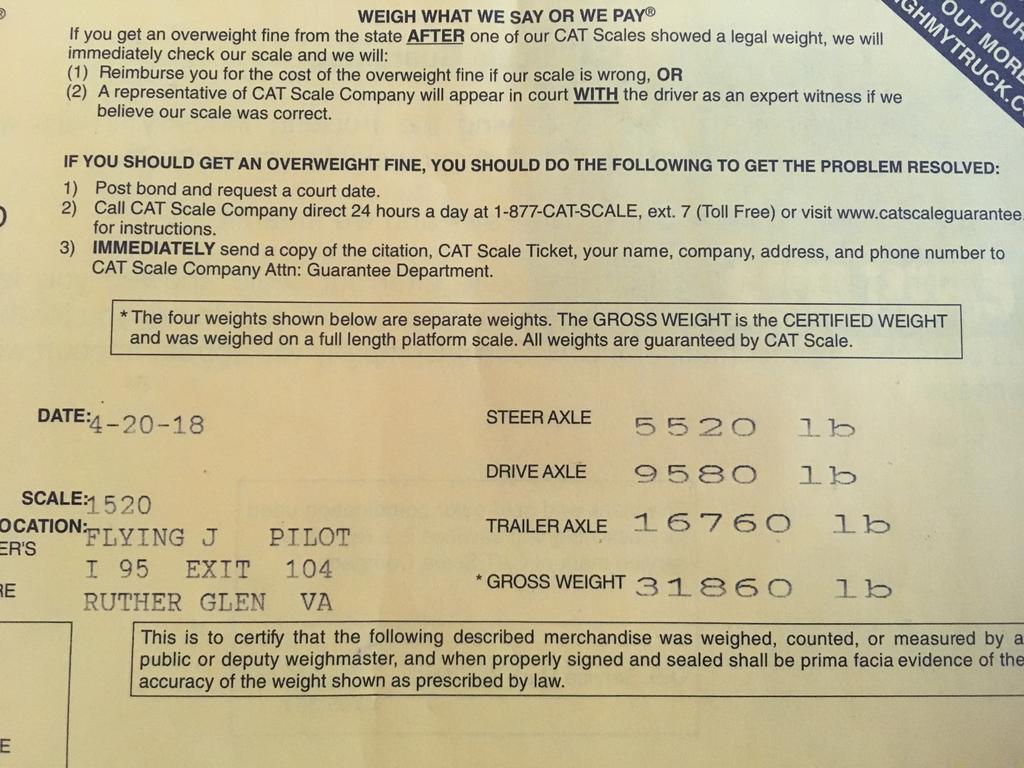 WEIGH WHAT WE SAY OR WE PAY®
If you get an overweight fine from the state AFTER one of our CAT Scales showed a legal weight, we will
immediately check our scale and we will:
(1) Reimburse you for the cost of the overweight fine if our scale is wrong, OR
(2) A representative of CAT Scale Company will appear in court WITH the driver as an expert witness if we
believe our scale was correct.
OUR
OUT MORE
GHMYTRUCK.C
IF YOU SHOULD GET AN OVERWEIGHT FINE, YOU SHOULD DO THE FOLLOWING TO GET THE PROBLEM RESOLVED:
1) Post bond and request a court date.
2) Call CAT Scale Company direct 24 hours a day at 1-877-CAT-SCALE, ext. 7 (Toll Free) or visit www.catscaleguarantee.
for instructions.
3) IMMEDIATELY send a copy of the citation, CAT Scale Ticket, your name, company, address, and phone number to
CAT Scale Company Attn: Guarantee Department.
* The four weights shown below are separate weights. The GROSS WEIGHT is the CERTIFIED WEIGHT
and was weighed on a full length platform scale. All weights are guaranteed by CAT Scale.
DATE: 4-20-18
STEER AXLE 5520 lb
DRIVE AXLE 9580 lb
SCALE: 1520
OCATION: FLYING J PILOT
TRAILER AXLE 16760 lb
ER'S
I 95 EXIT 104
* GROSS WEIGHT 31860 lb
RE
RUTHER GLEN VA
This is to certify that the following described merchandise was weighed, counted, or measured by a
public or deputy weighmaster, and when properly signed and sealed shall be prima facia evidence of the
accuracy of the weight shown as prescribed by law.
E